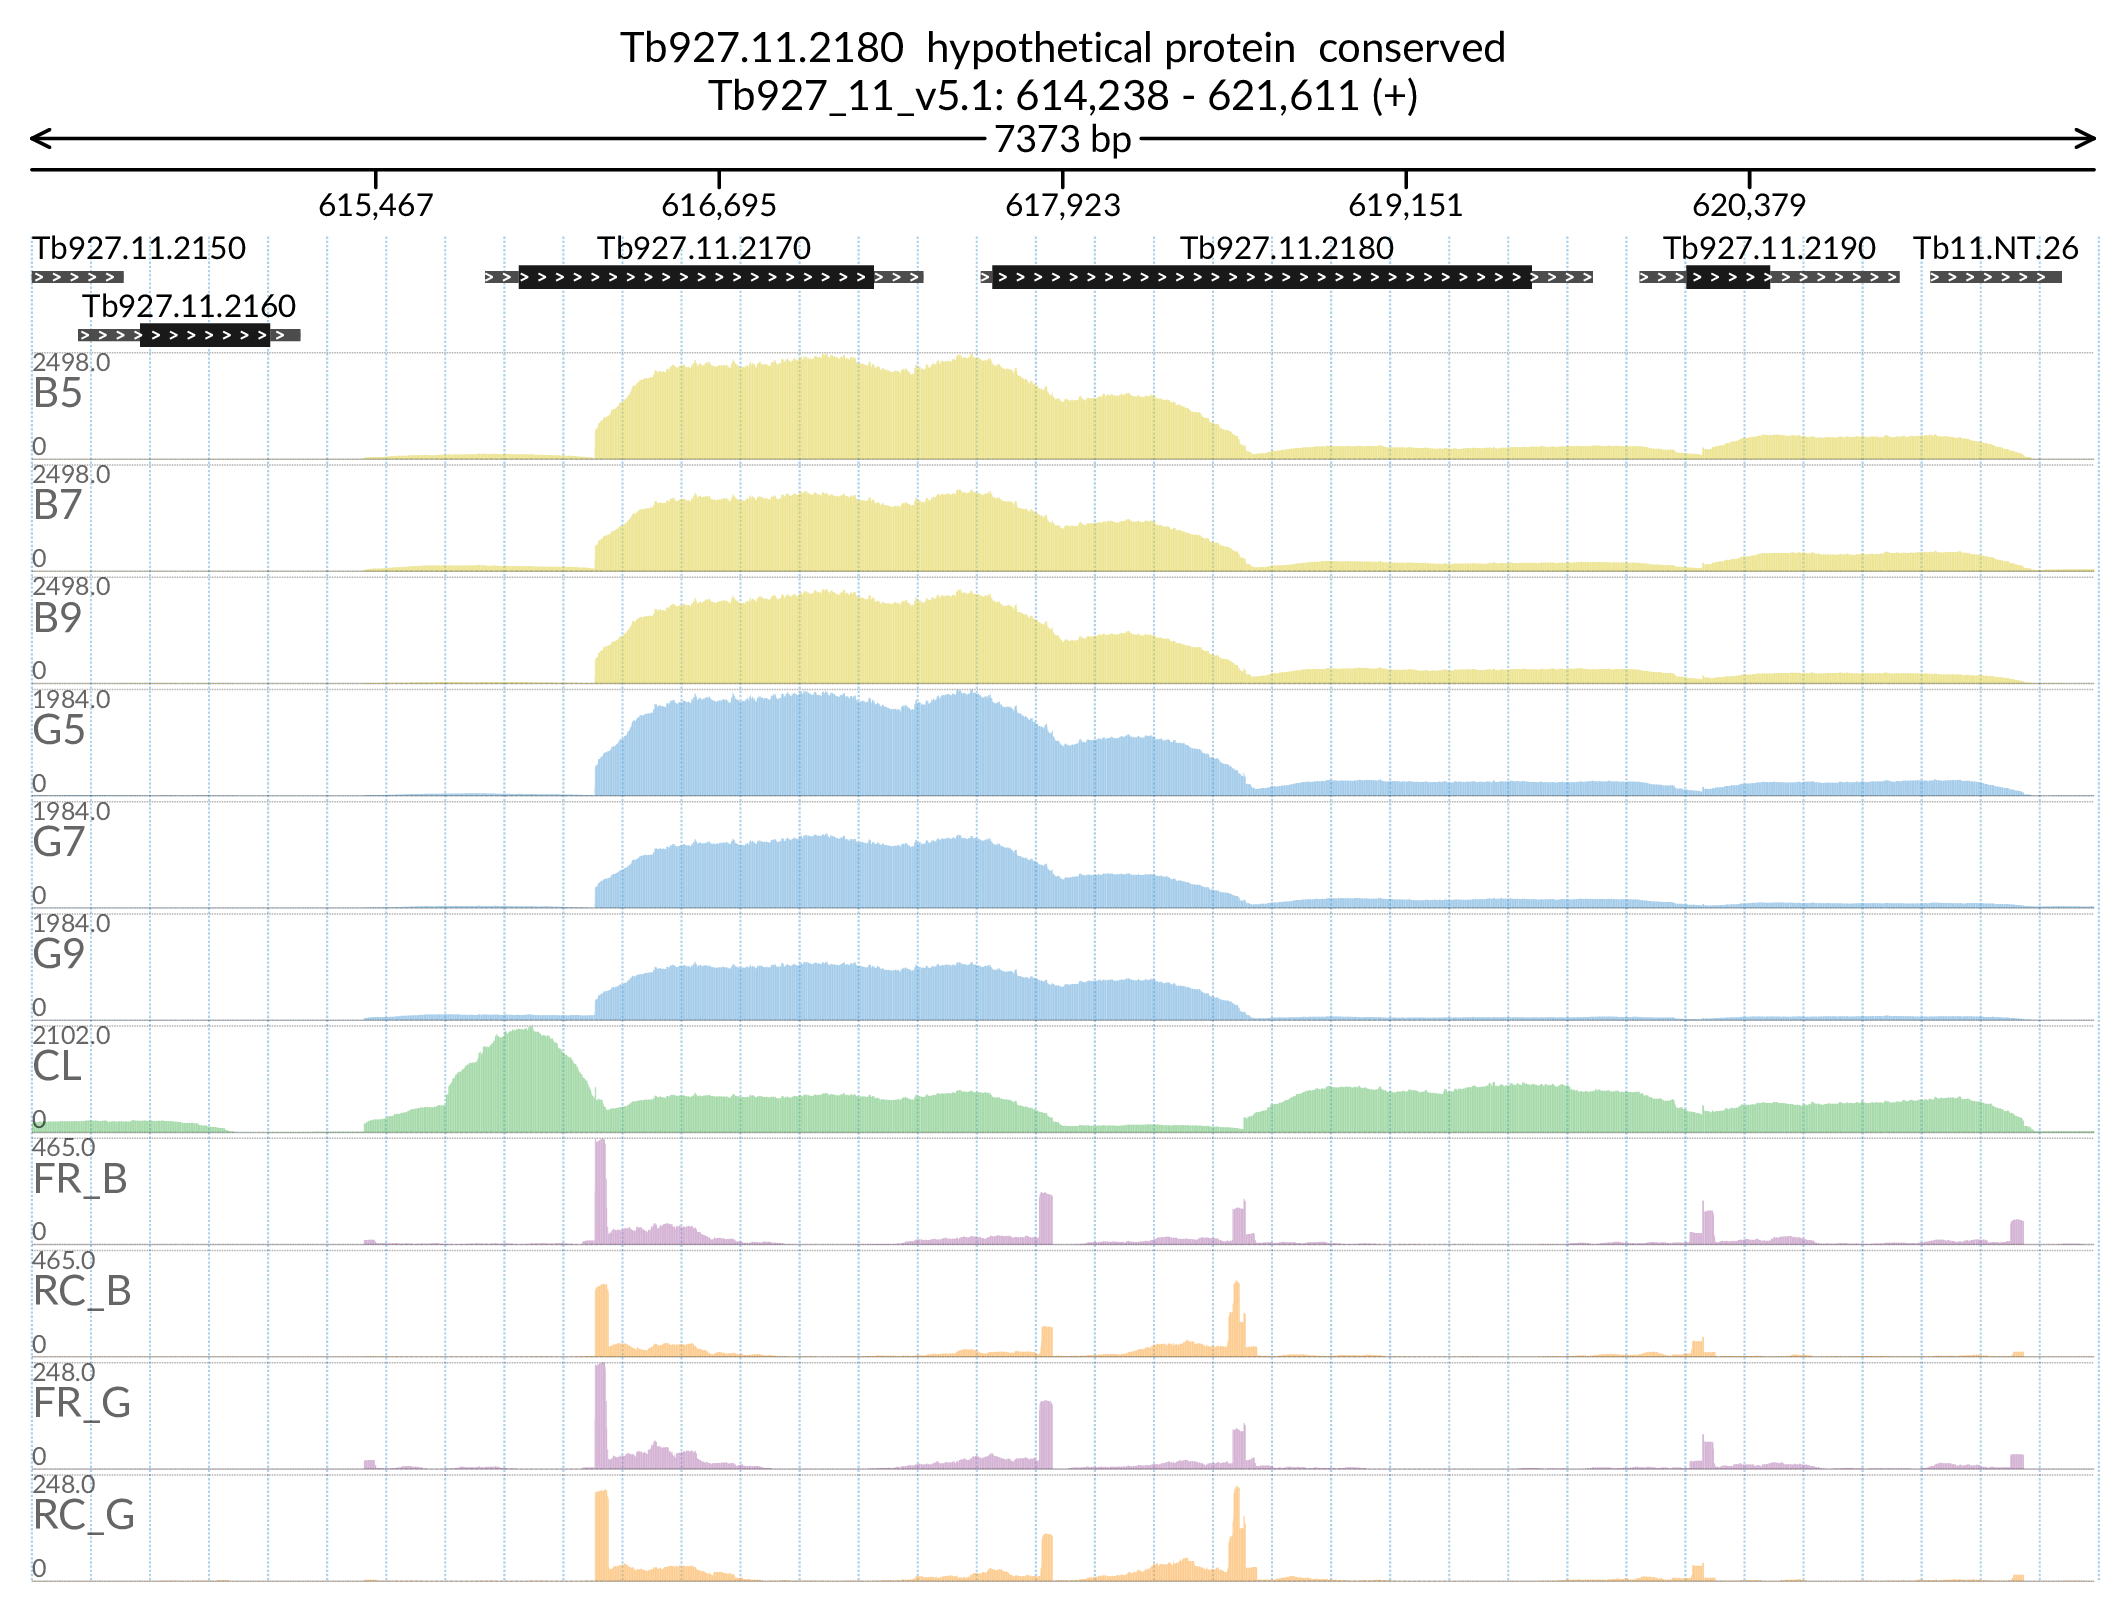 Tb927.11.2180  hypothetical protein  conserved
Tb927_11_v5.1: 614,238 - 621,611 (+)
7373 bp
615,467 616,695 617,923 619,151 620,379
Tb927.11.2150 Tb927.11.2170 Tb927.11.2180 Tb927.11.2190 Tb11.NT.26
Tb927.11.2160
2498.0
B5
0
2498.0
B7
0
2498.0
B9
0
1984.0
G5
0
1984.0
G7
0
1984.0
G9
0
2102.0
CL
0
465.0
FR_B
0
465.0
RC_B
0
248.0
FR_G
0
248.0
RC_G
0